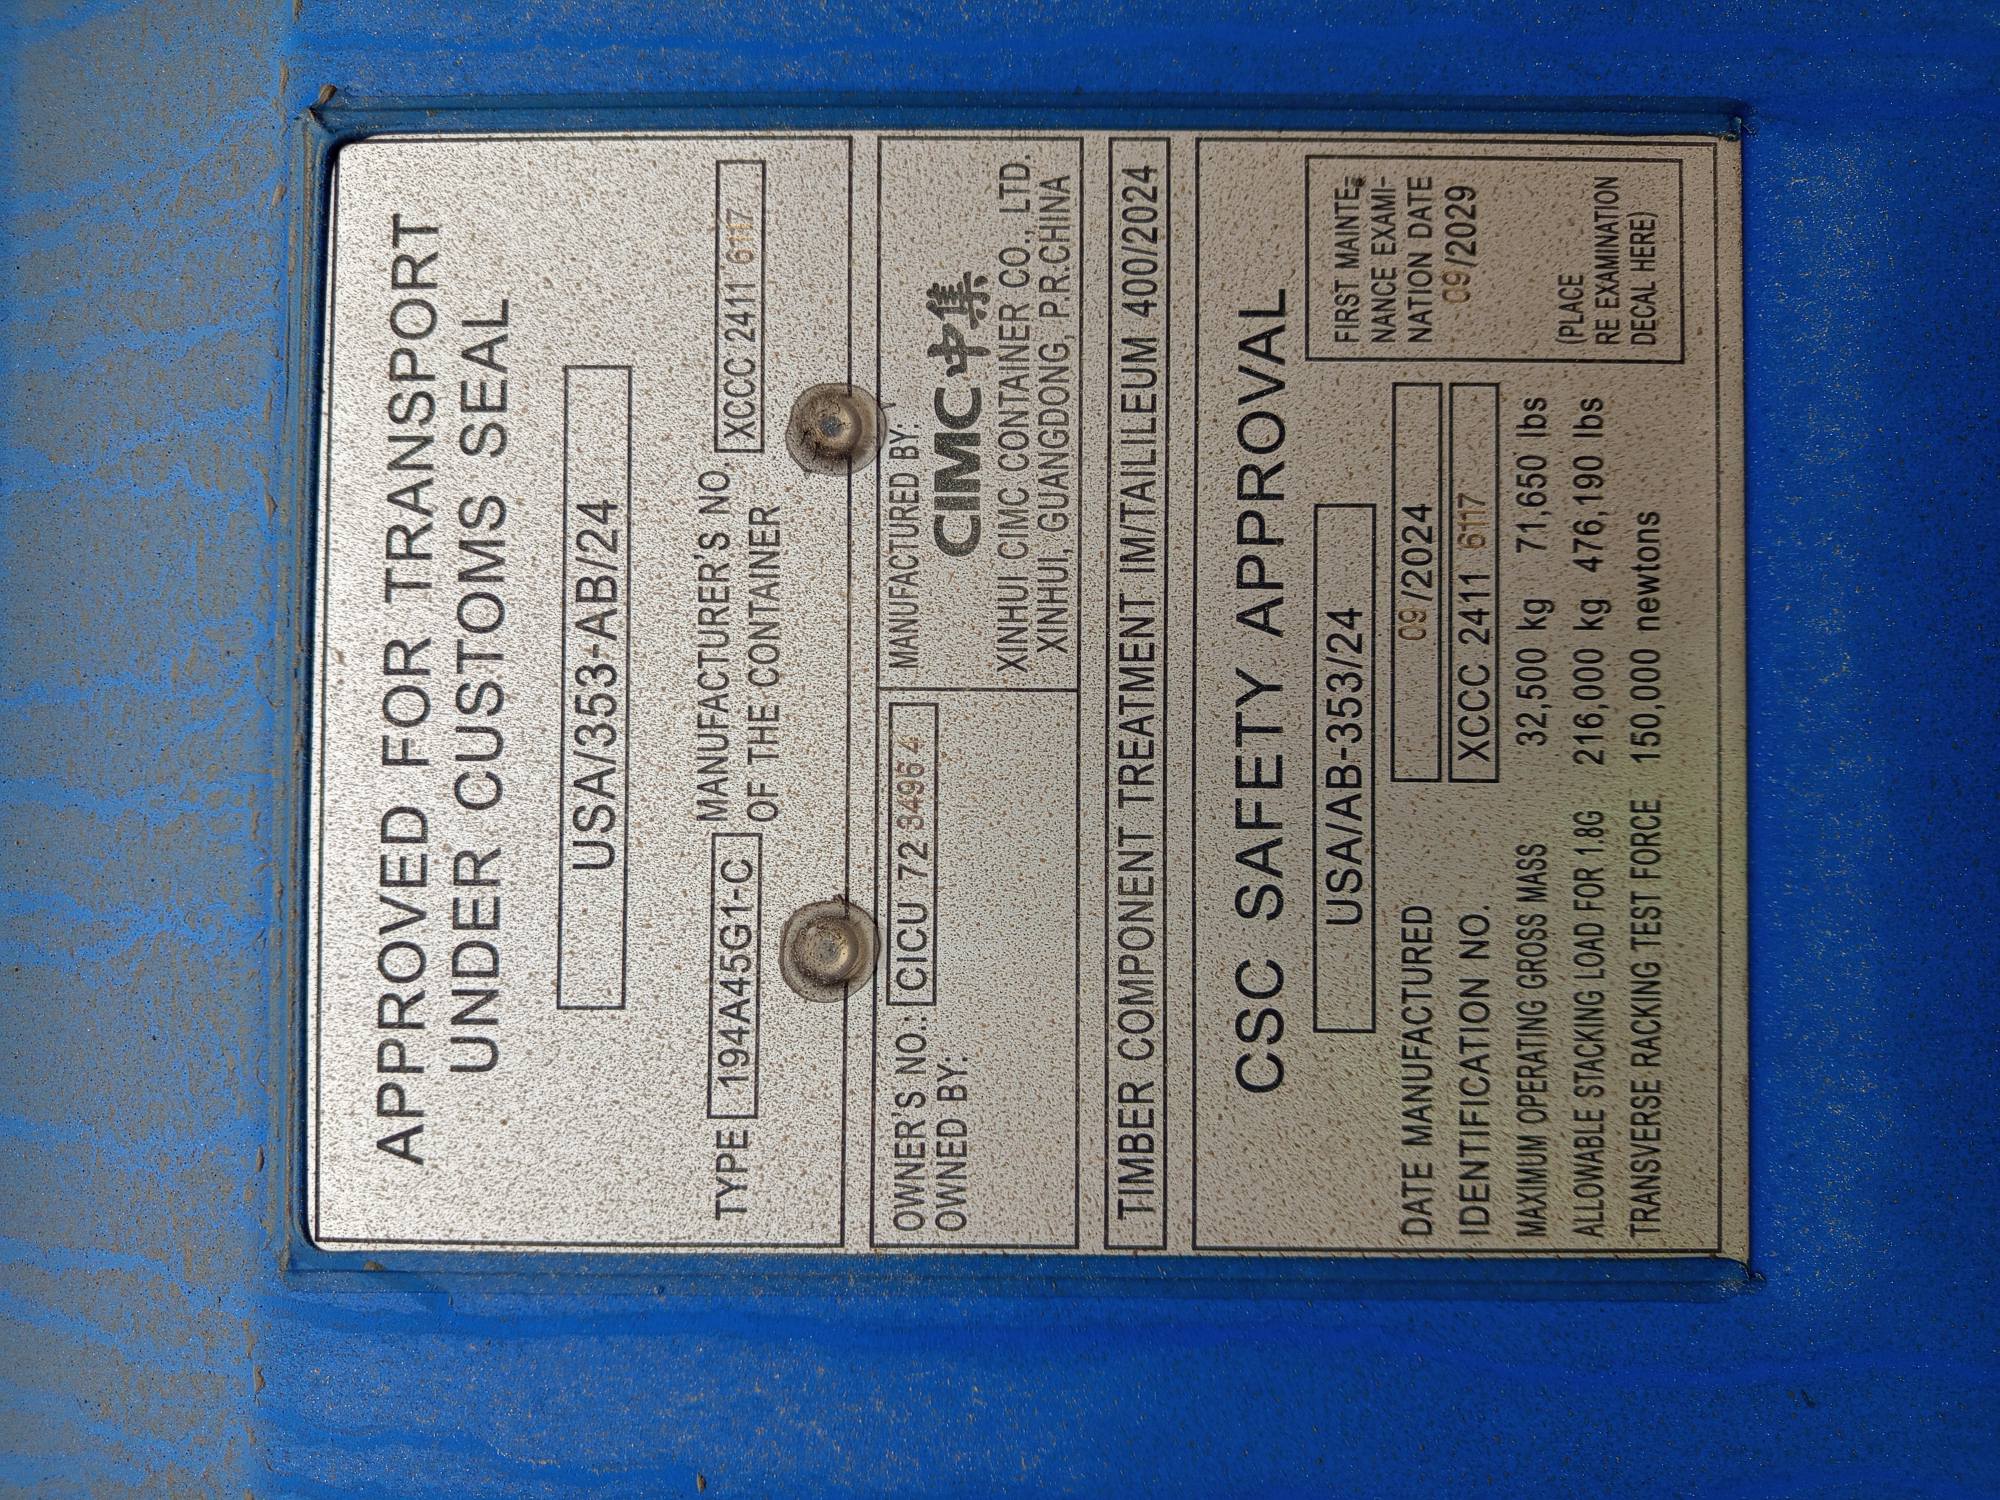 APPROVED FOR TRANSPORT
UNDER CUSTOMS SEAL
USA/353-AB/24
TYPE 194A45G1-C MANUFACTURER'S NO. OF THE CONTAINER XCCC 2411 6117
OWNER'S NO.: CICU 72 3496 4
OWNED BY:
MANUFACTURED BY:
CIMC中集
XINHUI CIMC CONTAINER CO., LTD.
XINHUI, GUANGDONG, P.R.CHINA
TIMBER COMPONENT TREATMENT IM/TAILILEUM 400/2024
CSC SAFETY APPROVAL
USA/AB-353/24
DATE MANUFACTURED 09/2024
IDENTIFICATION NO. XCCC 2411 6117
MAXIMUM OPERATING GROSS MASS 32,500 kg 71,650 lbs
ALLOWABLE STACKING LOAD FOR 1.8G 216,000 kg 476,190 lbs
TRANSVERSE RACKING TEST FORCE 150,000 newtons
FIRST MAINTE-
NANCE EXAMI-
NATION DATE
09/2029
(PLACE
RE EXAMINATION
DECAL HERE)